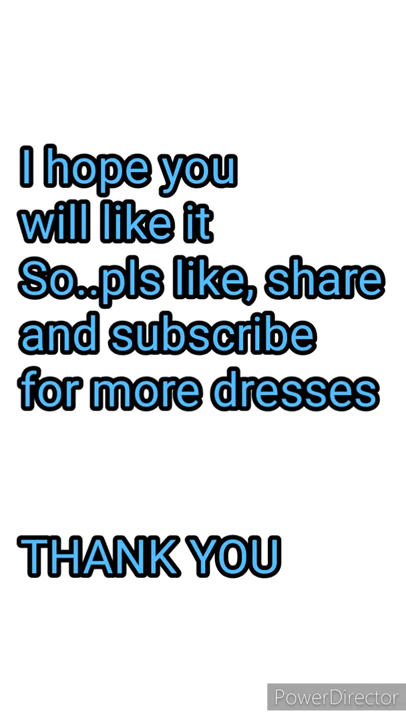 I hope you
will like it
So..pls like, share
and subscribe
for more dresses
THANK YOU
PowerDirector